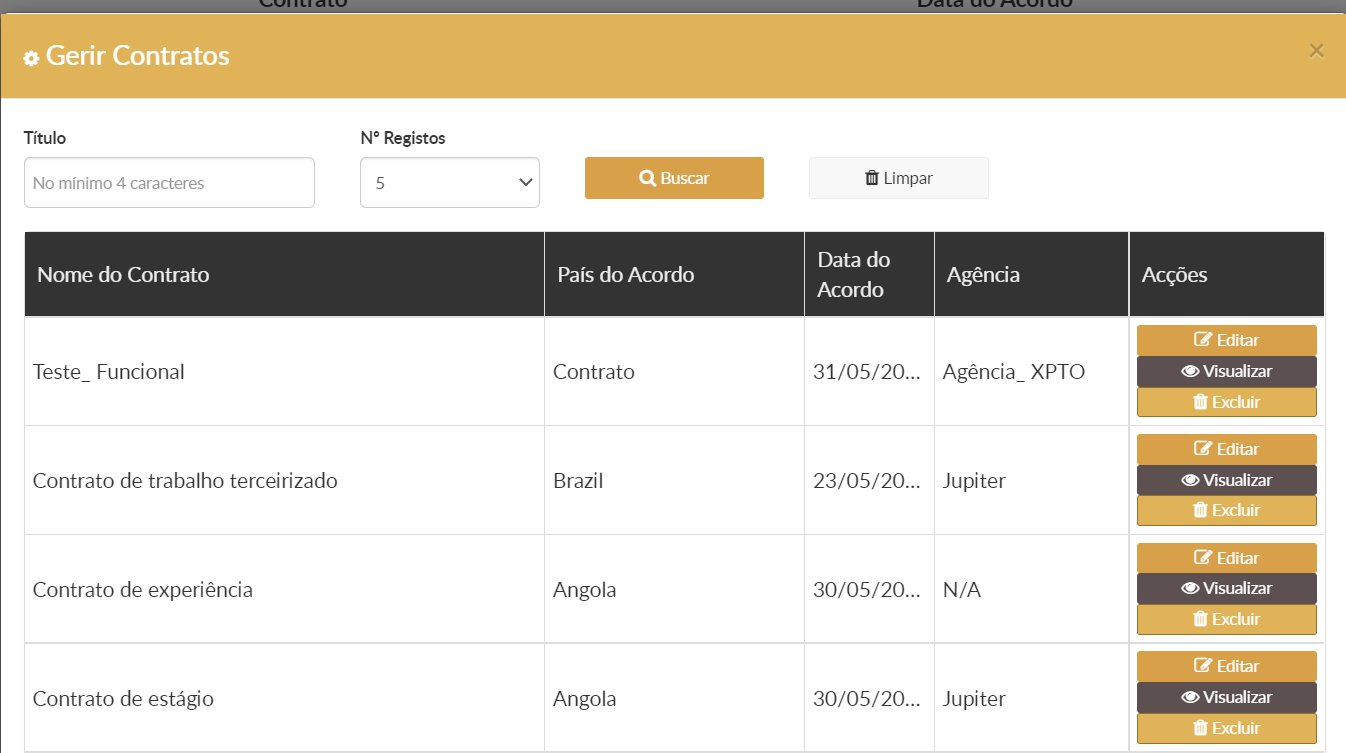 Contrato Data do Acordo
Gerir Contratos ×
Título Nº Registos
No mínimo 4 caracteres 5 Buscar Limpar
Nome do Contrato País do Acordo Data do Acordo Agência Acções
Teste_ Funcional Contrato 31/05/20... Agência_ XPTO
Editar
Visualizar
Excluir
Contrato de trabalho terceirizado Brazil 23/05/20... Jupiter
Editar
Visualizar
Excluir
Contrato de experiência Angola 30/05/20... N/A
Editar
Visualizar
Excluir
Contrato de estágio Angola 30/05/20... Jupiter
Editar
Visualizar
Excluir